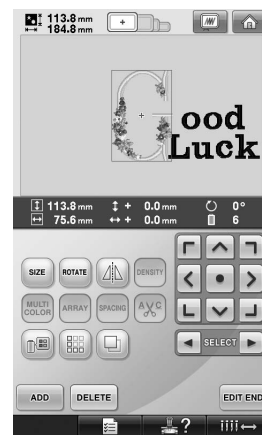 113.8 mm
184.8 mm
ood
Luck
113.8 mm + 0.0 mm 0°
75.6 mm + 0.0 mm 6
SIZE ROTATE DENSITY
MULTI COLOR ARRAY SPACING A C
SELECT
ADD DELETE EDIT END
?